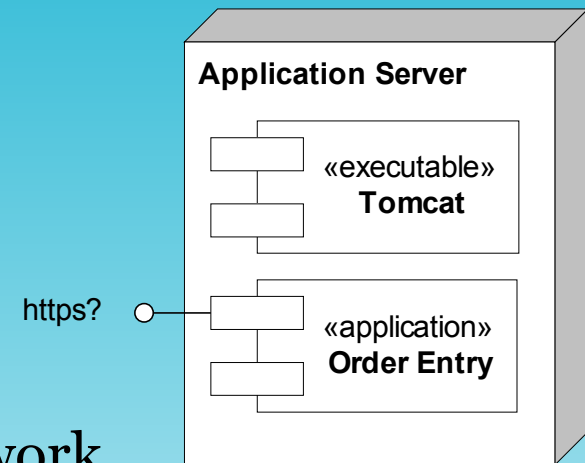 Application Server
«executable»
Tomcat
https?
«application»
Order Entry